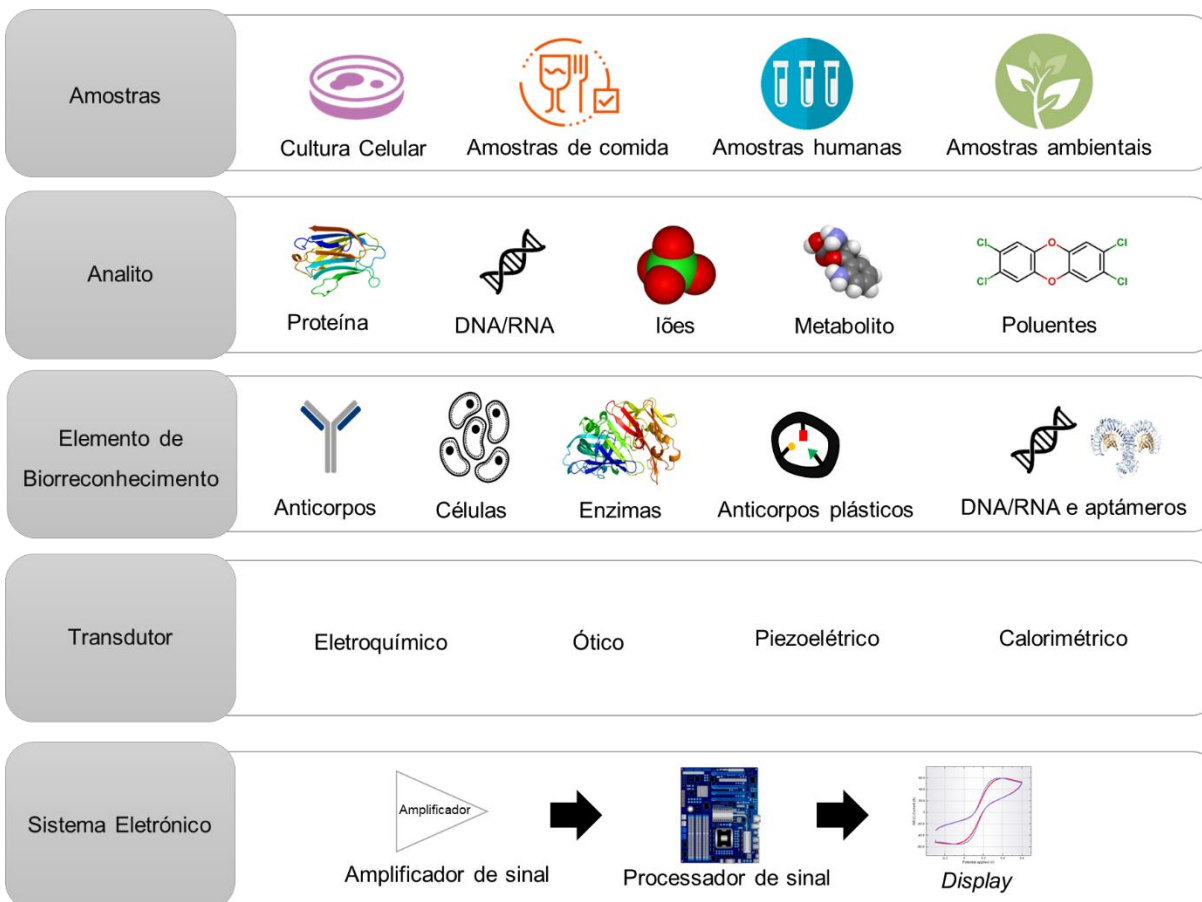 Amostras
Cultura Celular
Amostras de comida
Amostras humanas
Amostras ambientais
Analito
Proteína
DNA/RNA
Iões
Metabolito
Cl
Cl
O
O
Cl
Cl
Poluentes
Elemento de
Biorreconhecimento
Anticorpos
Células
Enzimas
Anticorpos plásticos
DNA/RNA e aptámeros
Transdutor
Eletroquímico
Ótico
Piezoelétrico
Calorimétrico
Sistema Eletrónico
Amplificador
Amplificador de sinal
Processador de sinal
Display